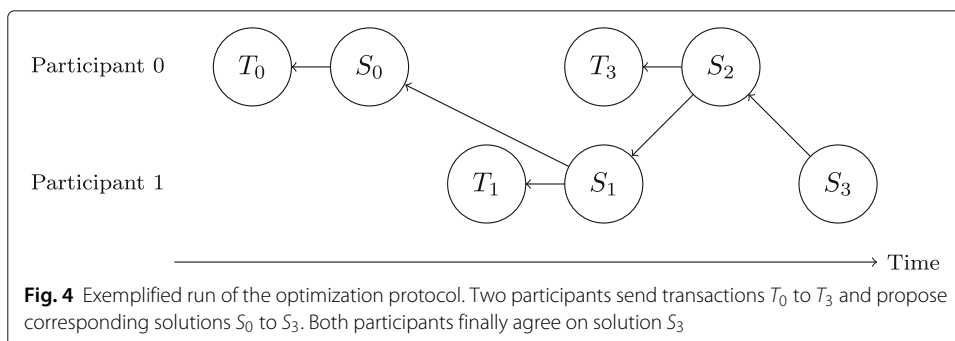 Participant 0 T0 S0 T3 S2
Participant 1 T1 S1 S3
Time
Fig. 4 Exemplified run of the optimization protocol. Two participants send transactions T0 to T3 and propose
corresponding solutions S0 to S3. Both participants finally agree on solution S3